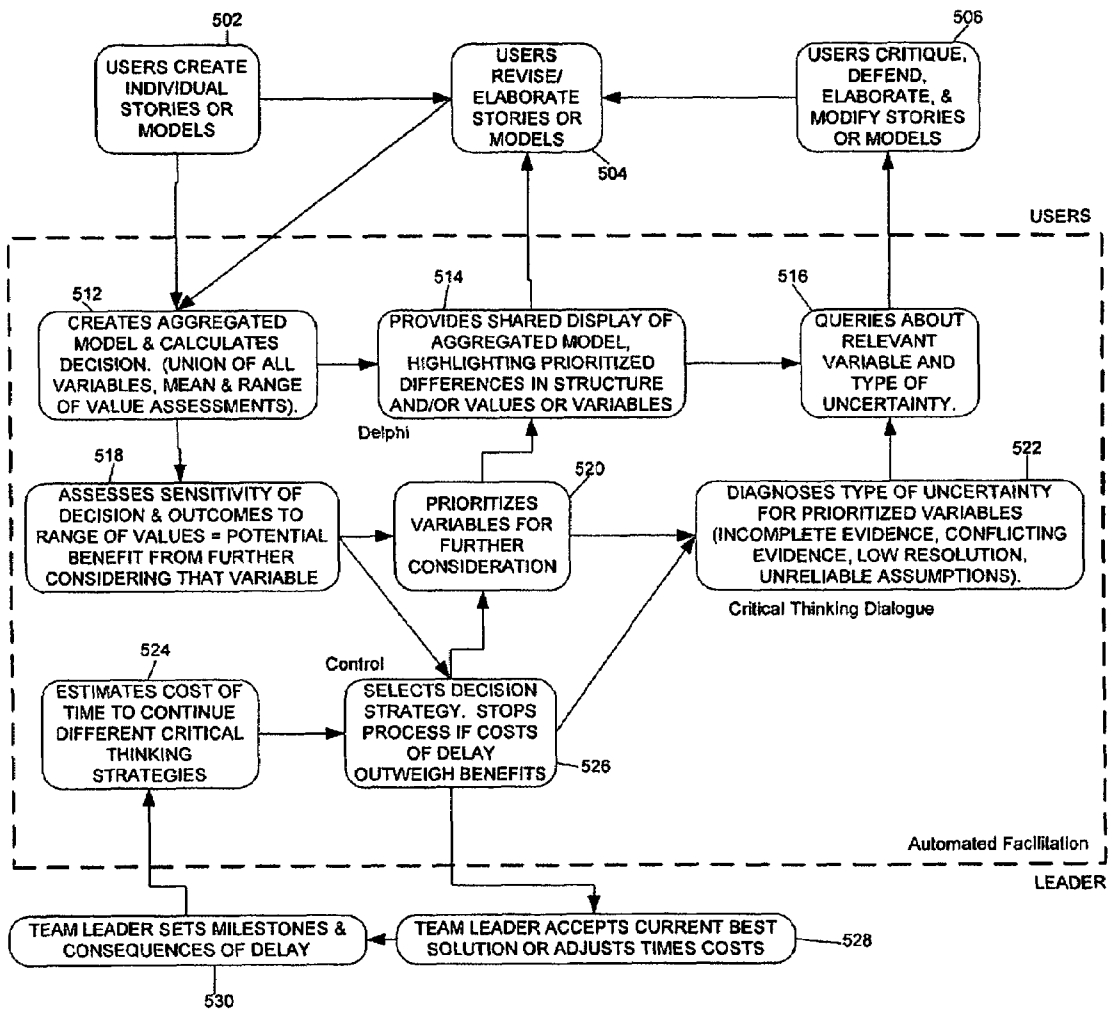 502
USERS CREATE
INDIVIDUAL
STORIES OR
MODELS
USERS
REVISE/
ELABORATE
STORIES OR
MODELS
504
506
USERS CRITIQUE,
DEFEND,
ELABORATE, &
MODIFY STORIES
OR MODELS
USERS
512
CREATES AGGREGATED
MODEL & CALCULATES
DECISION. (UNION OF ALL
VARIABLES, MEAN & RANGE
OF VALUE ASSESSMENTS).
514
PROVIDES SHARED DISPLAY OF
AGGREGATED MODEL,
HIGHLIGHTING PRIORITIZED
DIFFERENCES IN STRUCTURE
AND/OR VALUES OR VARIABLES
Delphi
516
QUERIES ABOUT
RELEVANT
VARIABLE AND
TYPE OF
UNCERTAINTY.
518
ASSESSES SENSITIVITY OF
DECISION & OUTCOMES TO
RANGE OF VALUES = POTENTIAL
BENEFIT FROM FURTHER
CONSIDERING THAT VARIABLE
520
PRIORITIZES
VARIABLES FOR
FURTHER
CONSIDERATION
522
DIAGNOSES TYPE OF UNCERTAINTY
FOR PRIORITIZED VARIABLES
(INCOMPLETE EVIDENCE, CONFLICTING
EVIDENCE, LOW RESOLUTION,
UNRELIABLE ASSUMPTIONS).
Critical Thinking Dialogue
524
ESTIMATES COST OF
TIME TO CONTINUE
DIFFERENT CRITICAL
THINKING
STRATEGIES
Control
SELECTS DECISION
STRATEGY. STOPS
PROCESS IF COSTS
OF DELAY
OUTWEIGH BENEFITS
526
Automated Facilitation
LEADER
TEAM LEADER SETS MILESTONES &
CONSEQUENCES OF DELAY
530
TEAM LEADER ACCEPTS CURRENT BEST
SOLUTION OR ADJUSTS TIMES COSTS
528